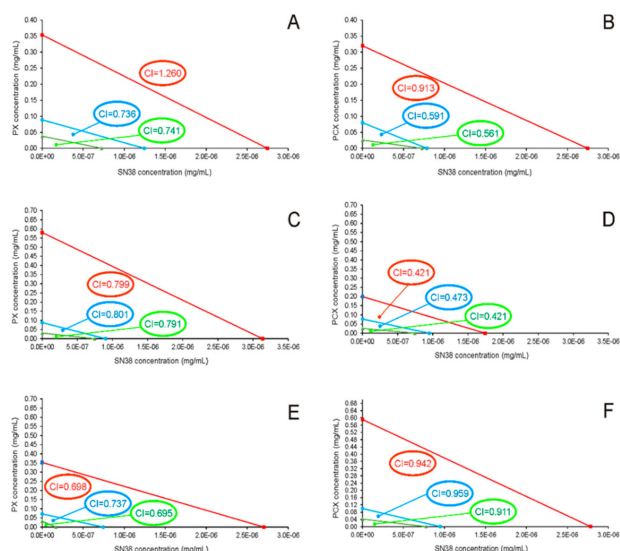 A
PX concentration (mg/mL)
0.40
0.35
0.30
0.25
0.20
0.15
0.10
0.05
0.00
CI=1.260
CI=0.736
CI=0.741
0.0E+00 5.0E-07 1.0E-06 1.5E-06 2.0E-06 2.5E-06 3.0E-06
SN38 concentration (mg/mL)
B
PCX concentration (mg/mL)
0.40
0.35
0.30
0.25
0.20
0.15
0.10
0.05
0.00
CI=0.913
CI=0.591
CI=0.561
0.0E+00 5.0E-07 1.0E-06 1.5E-06 2.0E-06 2.5E-06 3.0E-06
SN38 concentration (mg/mL)
C
PX concentration (mg/mL)
0.70
0.65
0.60
0.55
0.50
0.45
0.40
0.35
0.30
0.25
0.20
0.15
0.10
0.05
0.00
CI=0.799
CI=0.801
CI=0.791
0.0E+00 5.0E-07 1.0E-06 1.5E-06 2.0E-06 2.5E-06 3.0E-06 3.5E-06
SN38 concentration (mg/mL)
D
PCX concentration (mg/mL)
0.70
0.65
0.60
0.55
0.50
0.45
0.40
0.35
0.30
0.25
0.20
0.15
0.10
0.05
0.00
CI=0.421
CI=0.473
CI=0.421
0.0E+00 5.0E-07 1.0E-06 1.5E-06 2.0E-06 2.5E-06 3.0E-06 3.5E-06
SN38 concentration (mg/mL)
E
PX concentration (mg/mL)
0.70
0.65
0.60
0.55
0.50
0.45
0.40
0.35
0.30
0.25
0.20
0.15
0.10
0.05
0.00
CI=0.698
CI=0.737
CI=0.695
0.0E+00 5.0E-07 1.0E-06 1.5E-06 2.0E-06 2.5E-06 3.0E-06
SN38 concentration (mg/mL)
F
PCX concentration (mg/mL)
0.68
0.64
0.60
0.56
0.52
0.48
0.44
0.40
0.36
0.32
0.28
0.24
0.20
0.16
0.12
0.08
0.04
0.00
CI=0.942
CI=0.959
CI=0.911
0.0E+00 5.0E-07 1.0E-06 1.5E-06 2.0E-06 2.5E-06 3.0E-06
SN38 concentration (mg/mL)